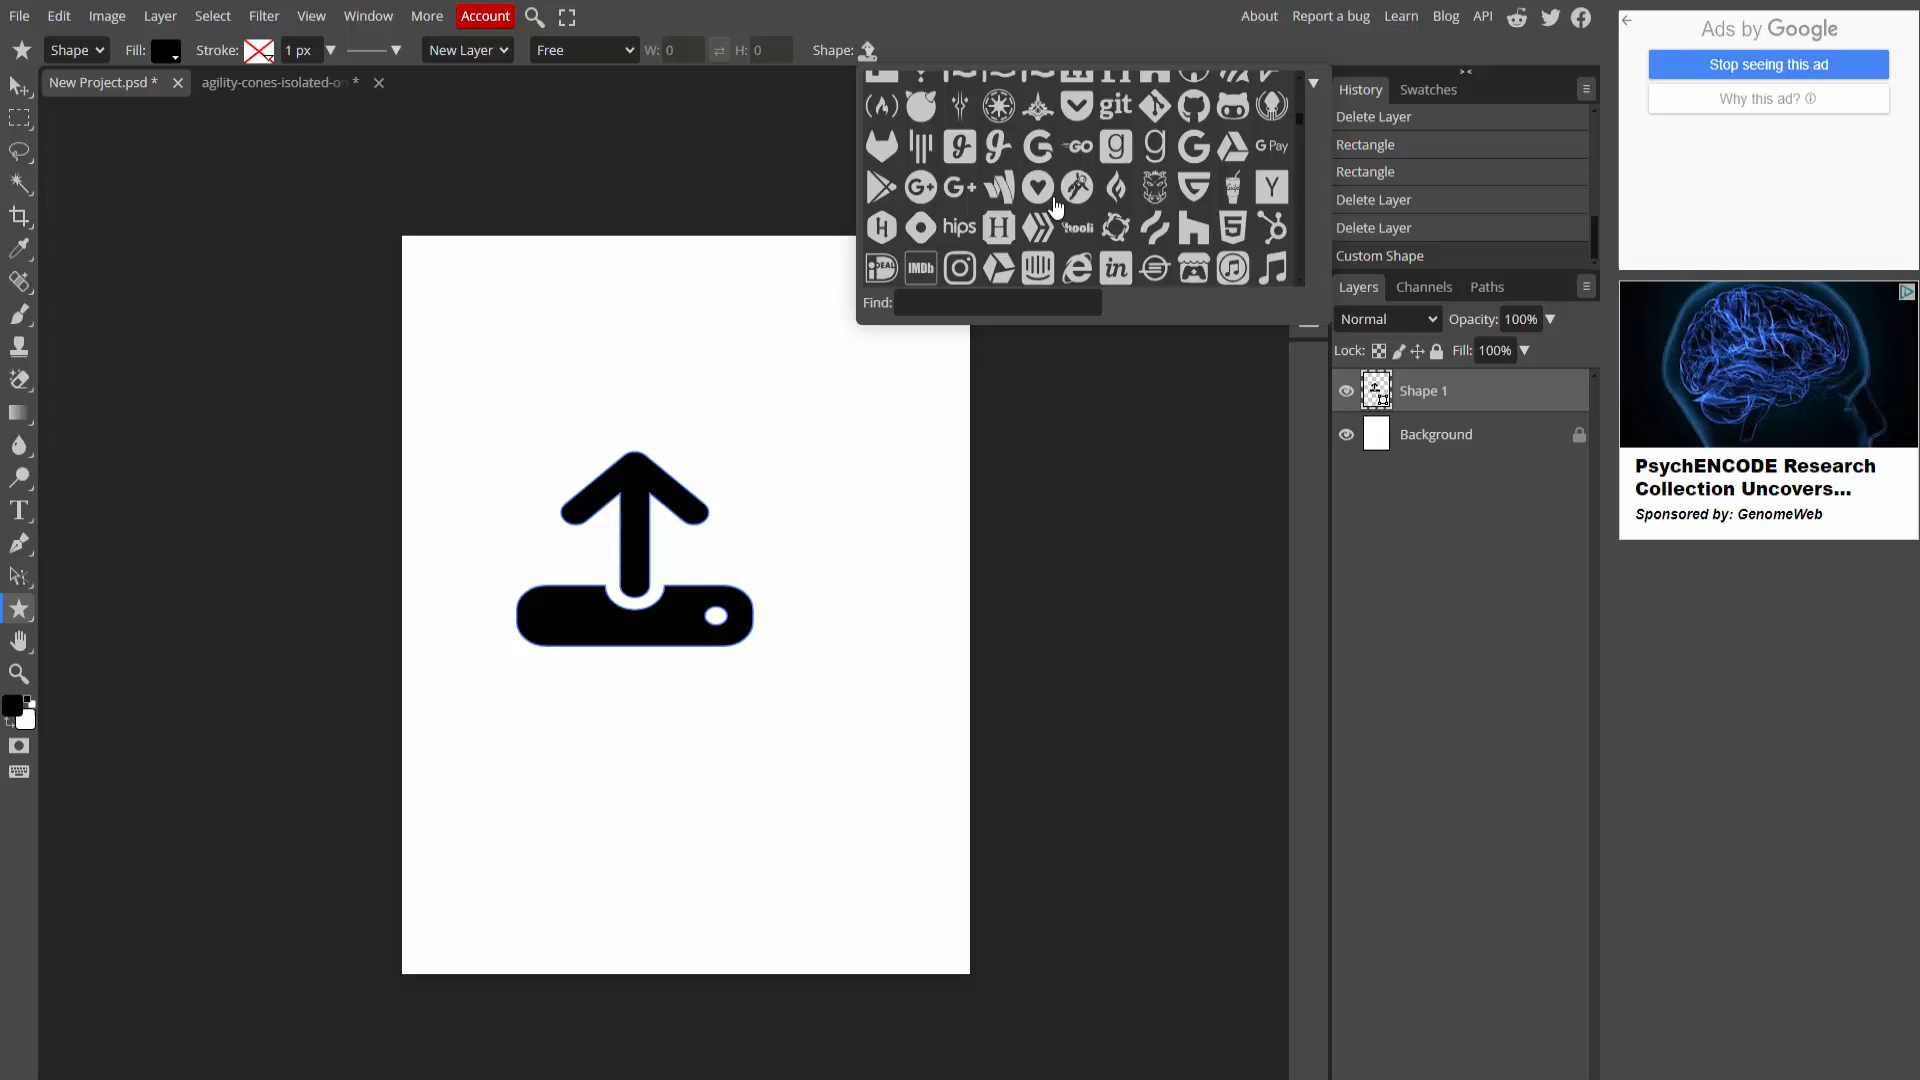 File Edit Image Layer Select Filter View Window More Account About Report a bug Learn Blog API
Shape Fill: Stroke: 1 px New Layer Free W: 0 H: 0 Shape:
New Project.psd * agility-cones-isolated-on *
git
GO
G Pay
G+ G+ Y
hips H hooli
iDEAL IMDb in
Find:
History Swatches
Delete Layer
Rectangle
Rectangle
Delete Layer
Delete Layer
Custom Shape
Layers Channels Paths
Normal Opacity: 100%
Lock: Fill: 100%
Shape 1
Background
Ads by Google
Stop seeing this ad
Why this ad?
PsychENCODE Research
Collection Uncovers...
Sponsored by: GenomeWeb